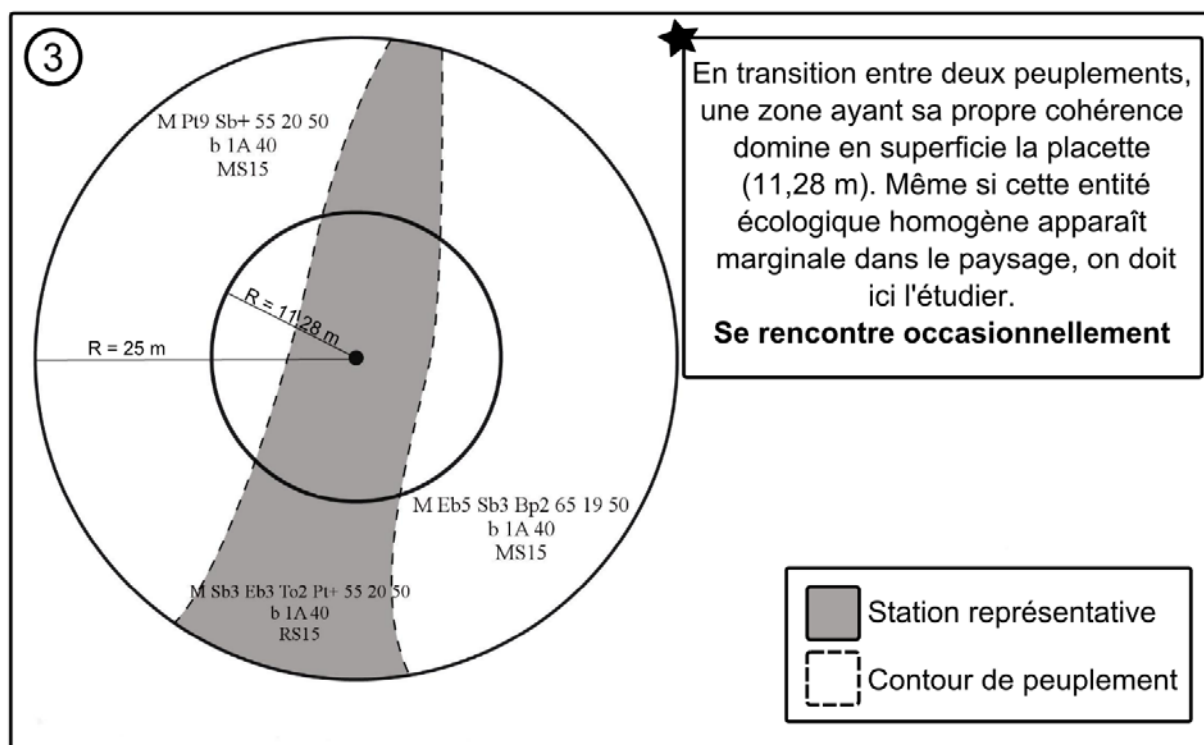 3
M Pt9 Sb+ 55 20 50
b 1A 40
MS15
En transition entre deux peuplements,
une zone ayant sa propre cohérence
domine en superficie la placette
(11,28 m). Même si cette entité
écologique homogène apparaît
marginale dans le paysage, on doit
ici l'étudier.
Se rencontre occasionnellement
R = 11,28 m
R = 25 m
M Eb5 Sb3 Bp2 65 19 50
b 1A 40
MS15
M Sb3 Eb3 To2 Pt+ 55 20 50
b 1A 40
RS15
Station représentative
Contour de peuplement